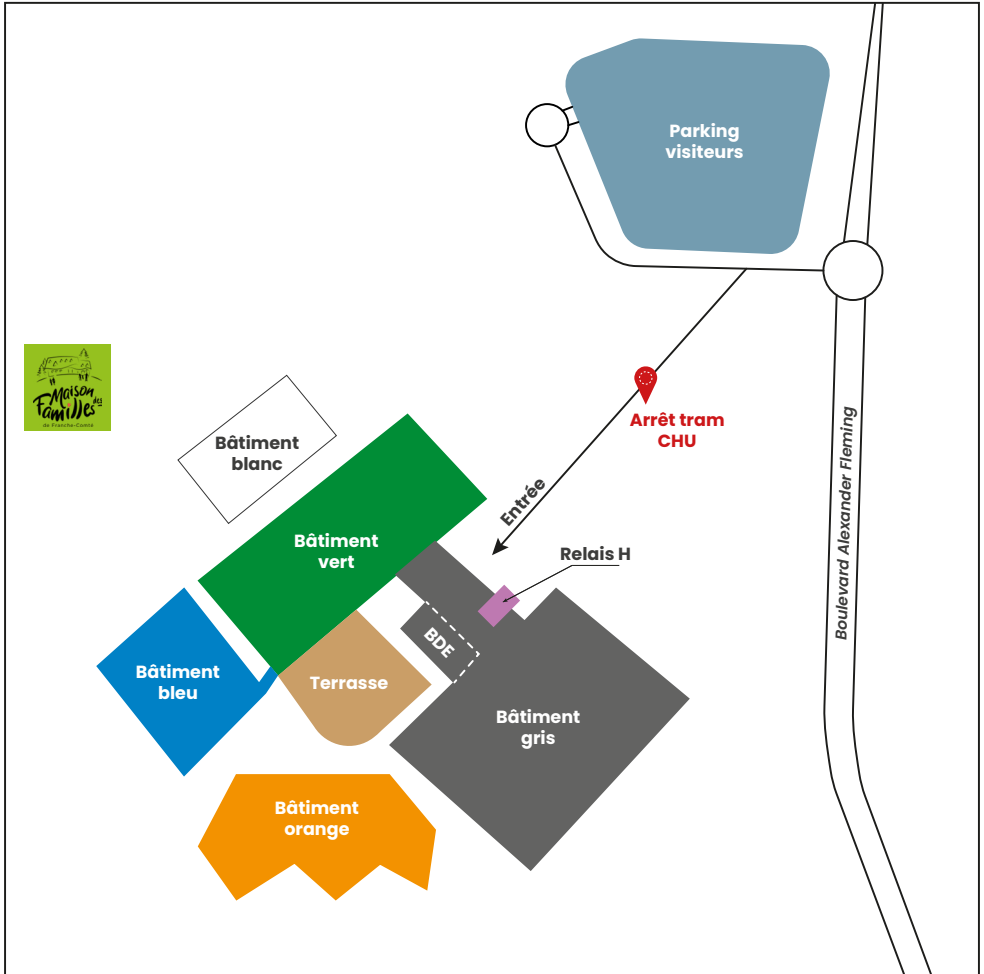 Parking
visiteurs
Maison
des
Familles
de Franche-Comté
Arrêt tram
CHU
Boulevard Alexander Fleming
Bâtiment
blanc
Entrée
Bâtiment
vert
Relais H
BDE
Bâtiment
bleu
Terrasse
Bâtiment
gris
Bâtiment
orange